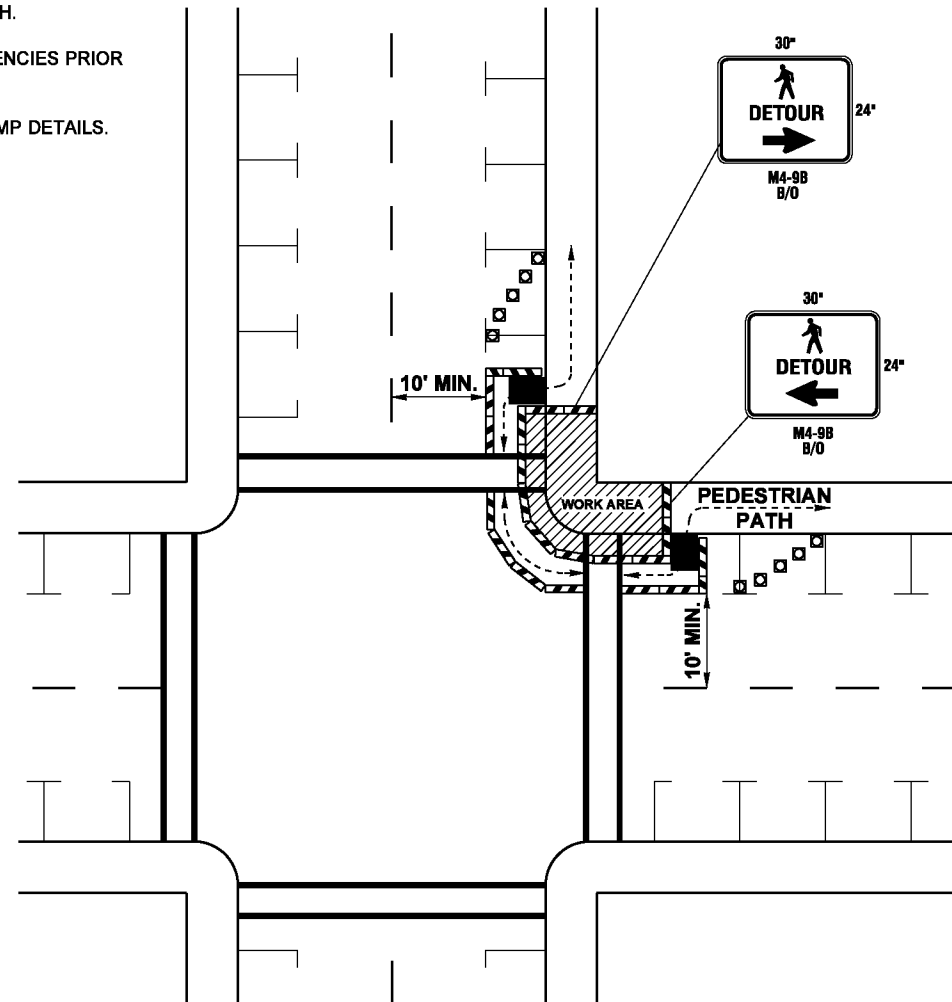 H.
ENCIES PRIOR
MP DETAILS.
30"
DETOUR
24"
M4-9B
B/O
30"
DETOUR
24"
M4-9B
B/O
10' MIN.
WORK AREA
PEDESTRIAN
PATH
10' MIN.